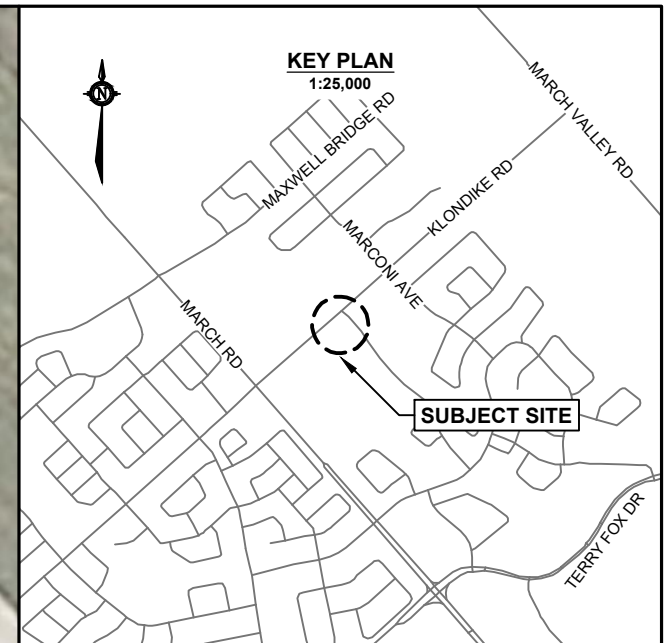 KEY PLAN
1:25,000
N
MARCH VALLEY RD
MAXWELL BRIDGE RD
KLONDIKE RD
MARCONI AVE
MARCH RD
SUBJECT SITE
TERRY FOX DR